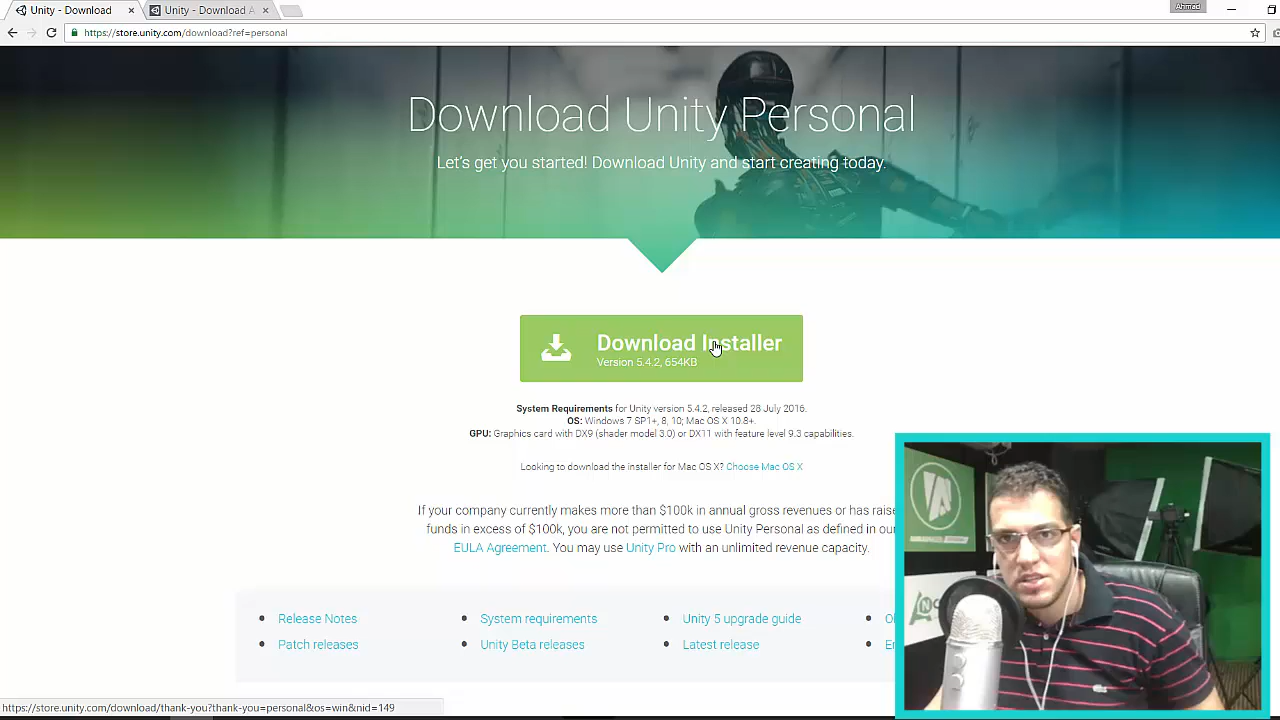 Unity - Download
Unity - Download A
Ahmad
https://store.unity.com/download?ref=personal
Download Unity Personal
Let's get you started! Download Unity and start creating today.
Download Installer
Version 5.4.2, 654KB
System Requirements for Unity version 5.4.2, released 28 July 2016.
OS: Windows 7 SP1+, 8, 10; Mac OS X 10.8+.
GPU: Graphics card with DX9 (shader model 3.0) or DX11 with feature level 9.3 capabilities.
Looking to download the installer for Mac OS X? Choose Mac OS X
If your company currently makes more than $100k in annual gross revenues or has raise
funds in excess of $100k, you are not permitted to use Unity Personal as defined in our
EULA Agreement. You may use Unity Pro with an unlimited revenue capacity.
Release Notes
System requirements
Unity 5 upgrade guide
Patch releases
Unity Beta releases
Latest release
https://store.unity.com/download/thank-you?thank-you=personal&os=win&nid=149